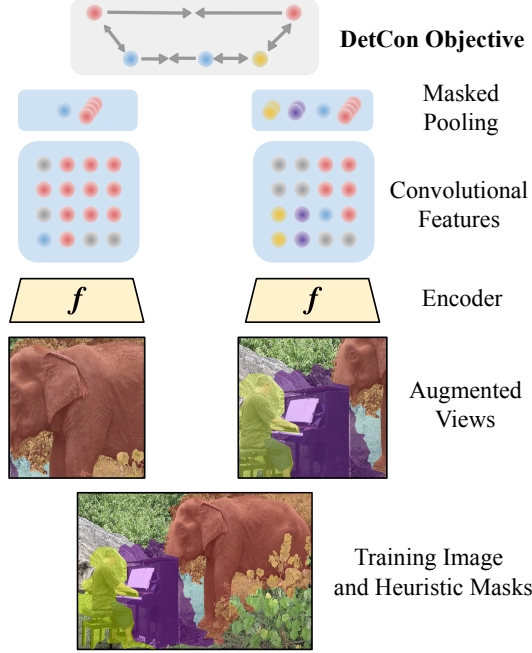 DetCon Objective
Masked
Pooling
Convolutional
Features
f
f
Encoder
Augmented
Views
Training Image
and Heuristic Masks